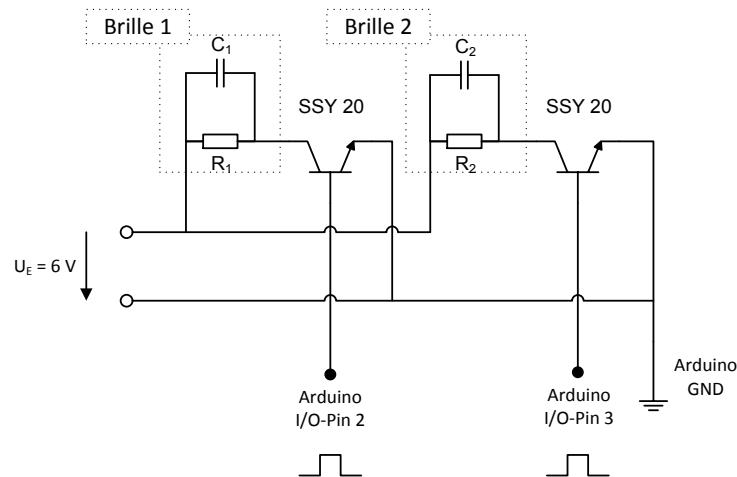 Brille 1
Brille 2
C1
C2
SSY 20
SSY 20
R1
R2
UE = 6 V
Arduino
I/O-Pin 2
Arduino
I/O-Pin 3
Arduino
GND